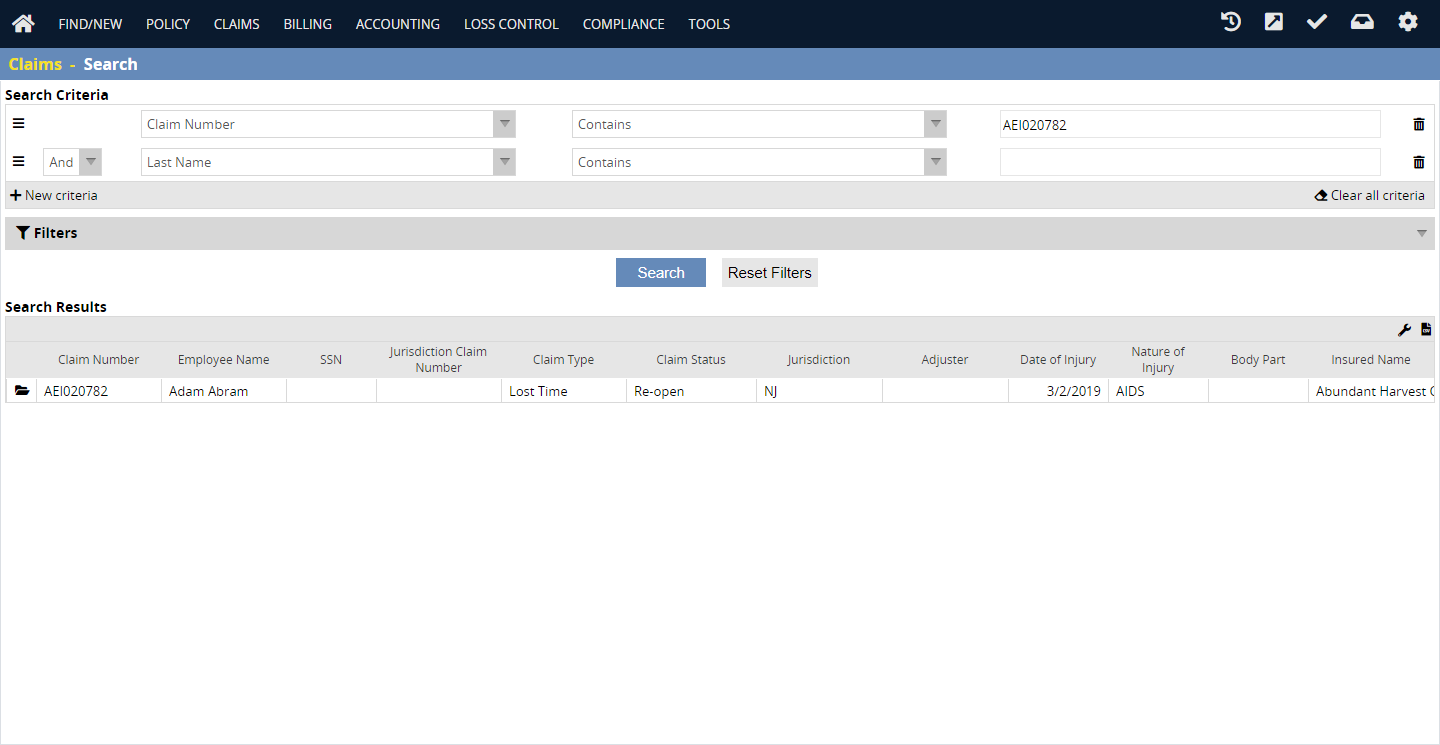 FIND/NEW POLICY CLAIMS BILLING ACCOUNTING LOSS CONTROL COMPLIANCE TOOLS
Claims - Search
Search Criteria
Claim Number Contains AEI020782
And Last Name Contains
New criteria Clear all criteria
Filters
Search Reset Filters
Search Results
Claim Number Employee Name SSN Jurisdiction Claim Number Claim Type Claim Status Jurisdiction Adjuster Date of Injury Nature of Injury Body Part Insured Name
AEI020782 Adam Abram Lost Time Re-open NJ 3/2/2019 AIDS Abundant Harvest